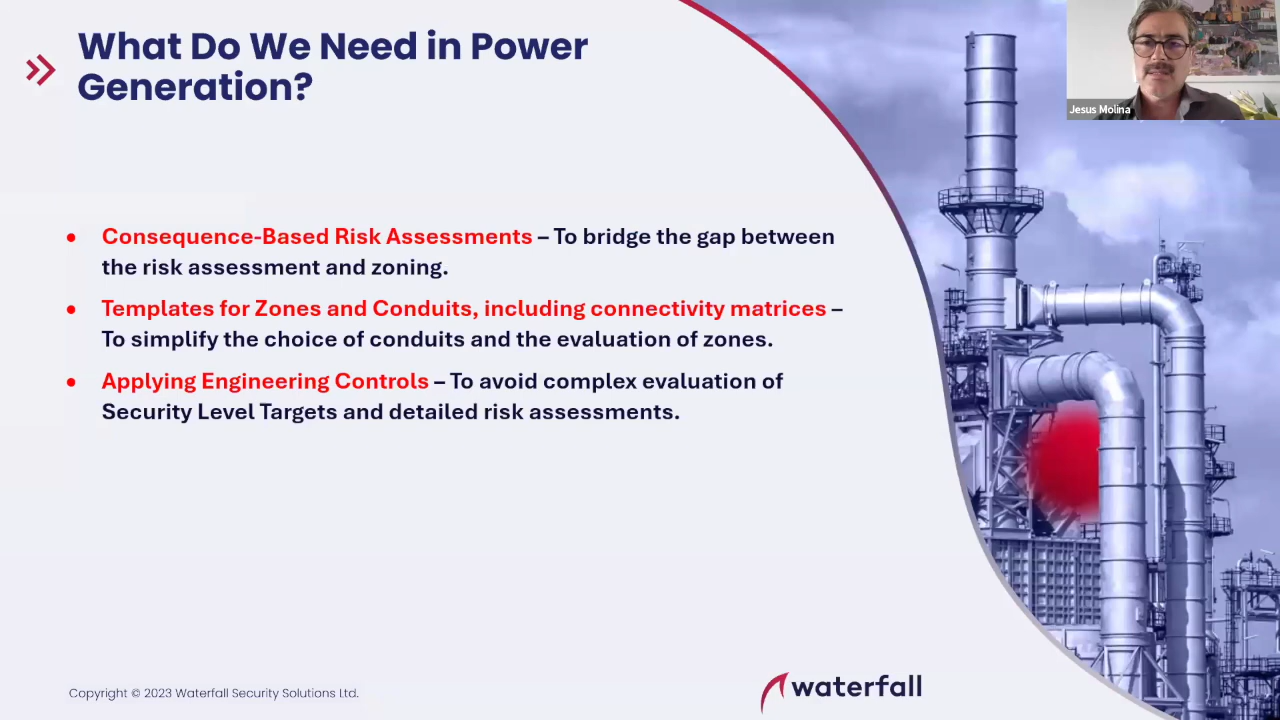 What Do We Need in Power
Generation?
Jesus Molina
• Consequence-Based Risk Assessments – To bridge the gap between
the risk assessment and zoning.
• Templates for Zones and Conduits, including connectivity matrices –
To simplify the choice of conduits and the evaluation of zones.
• Applying Engineering Controls – To avoid complex evaluation of
Security Level Targets and detailed risk assessments.
Copyright © 2023 Waterfall Security Solutions Ltd.
waterfall